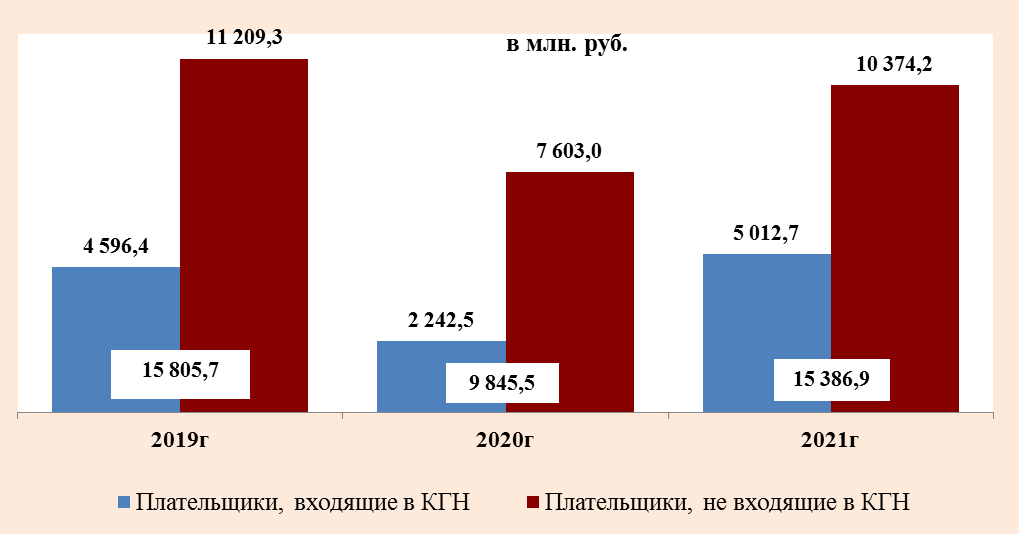 в млн. руб.
11 209,3
10 374,2
7 603,0
4 596,4
5 012,7
2 242,5
15 805,7
9 845,5
15 386,9
2019г
2020г
2021г
Плательщики, входящие в КГН
Плательщики, не входящие в КГН